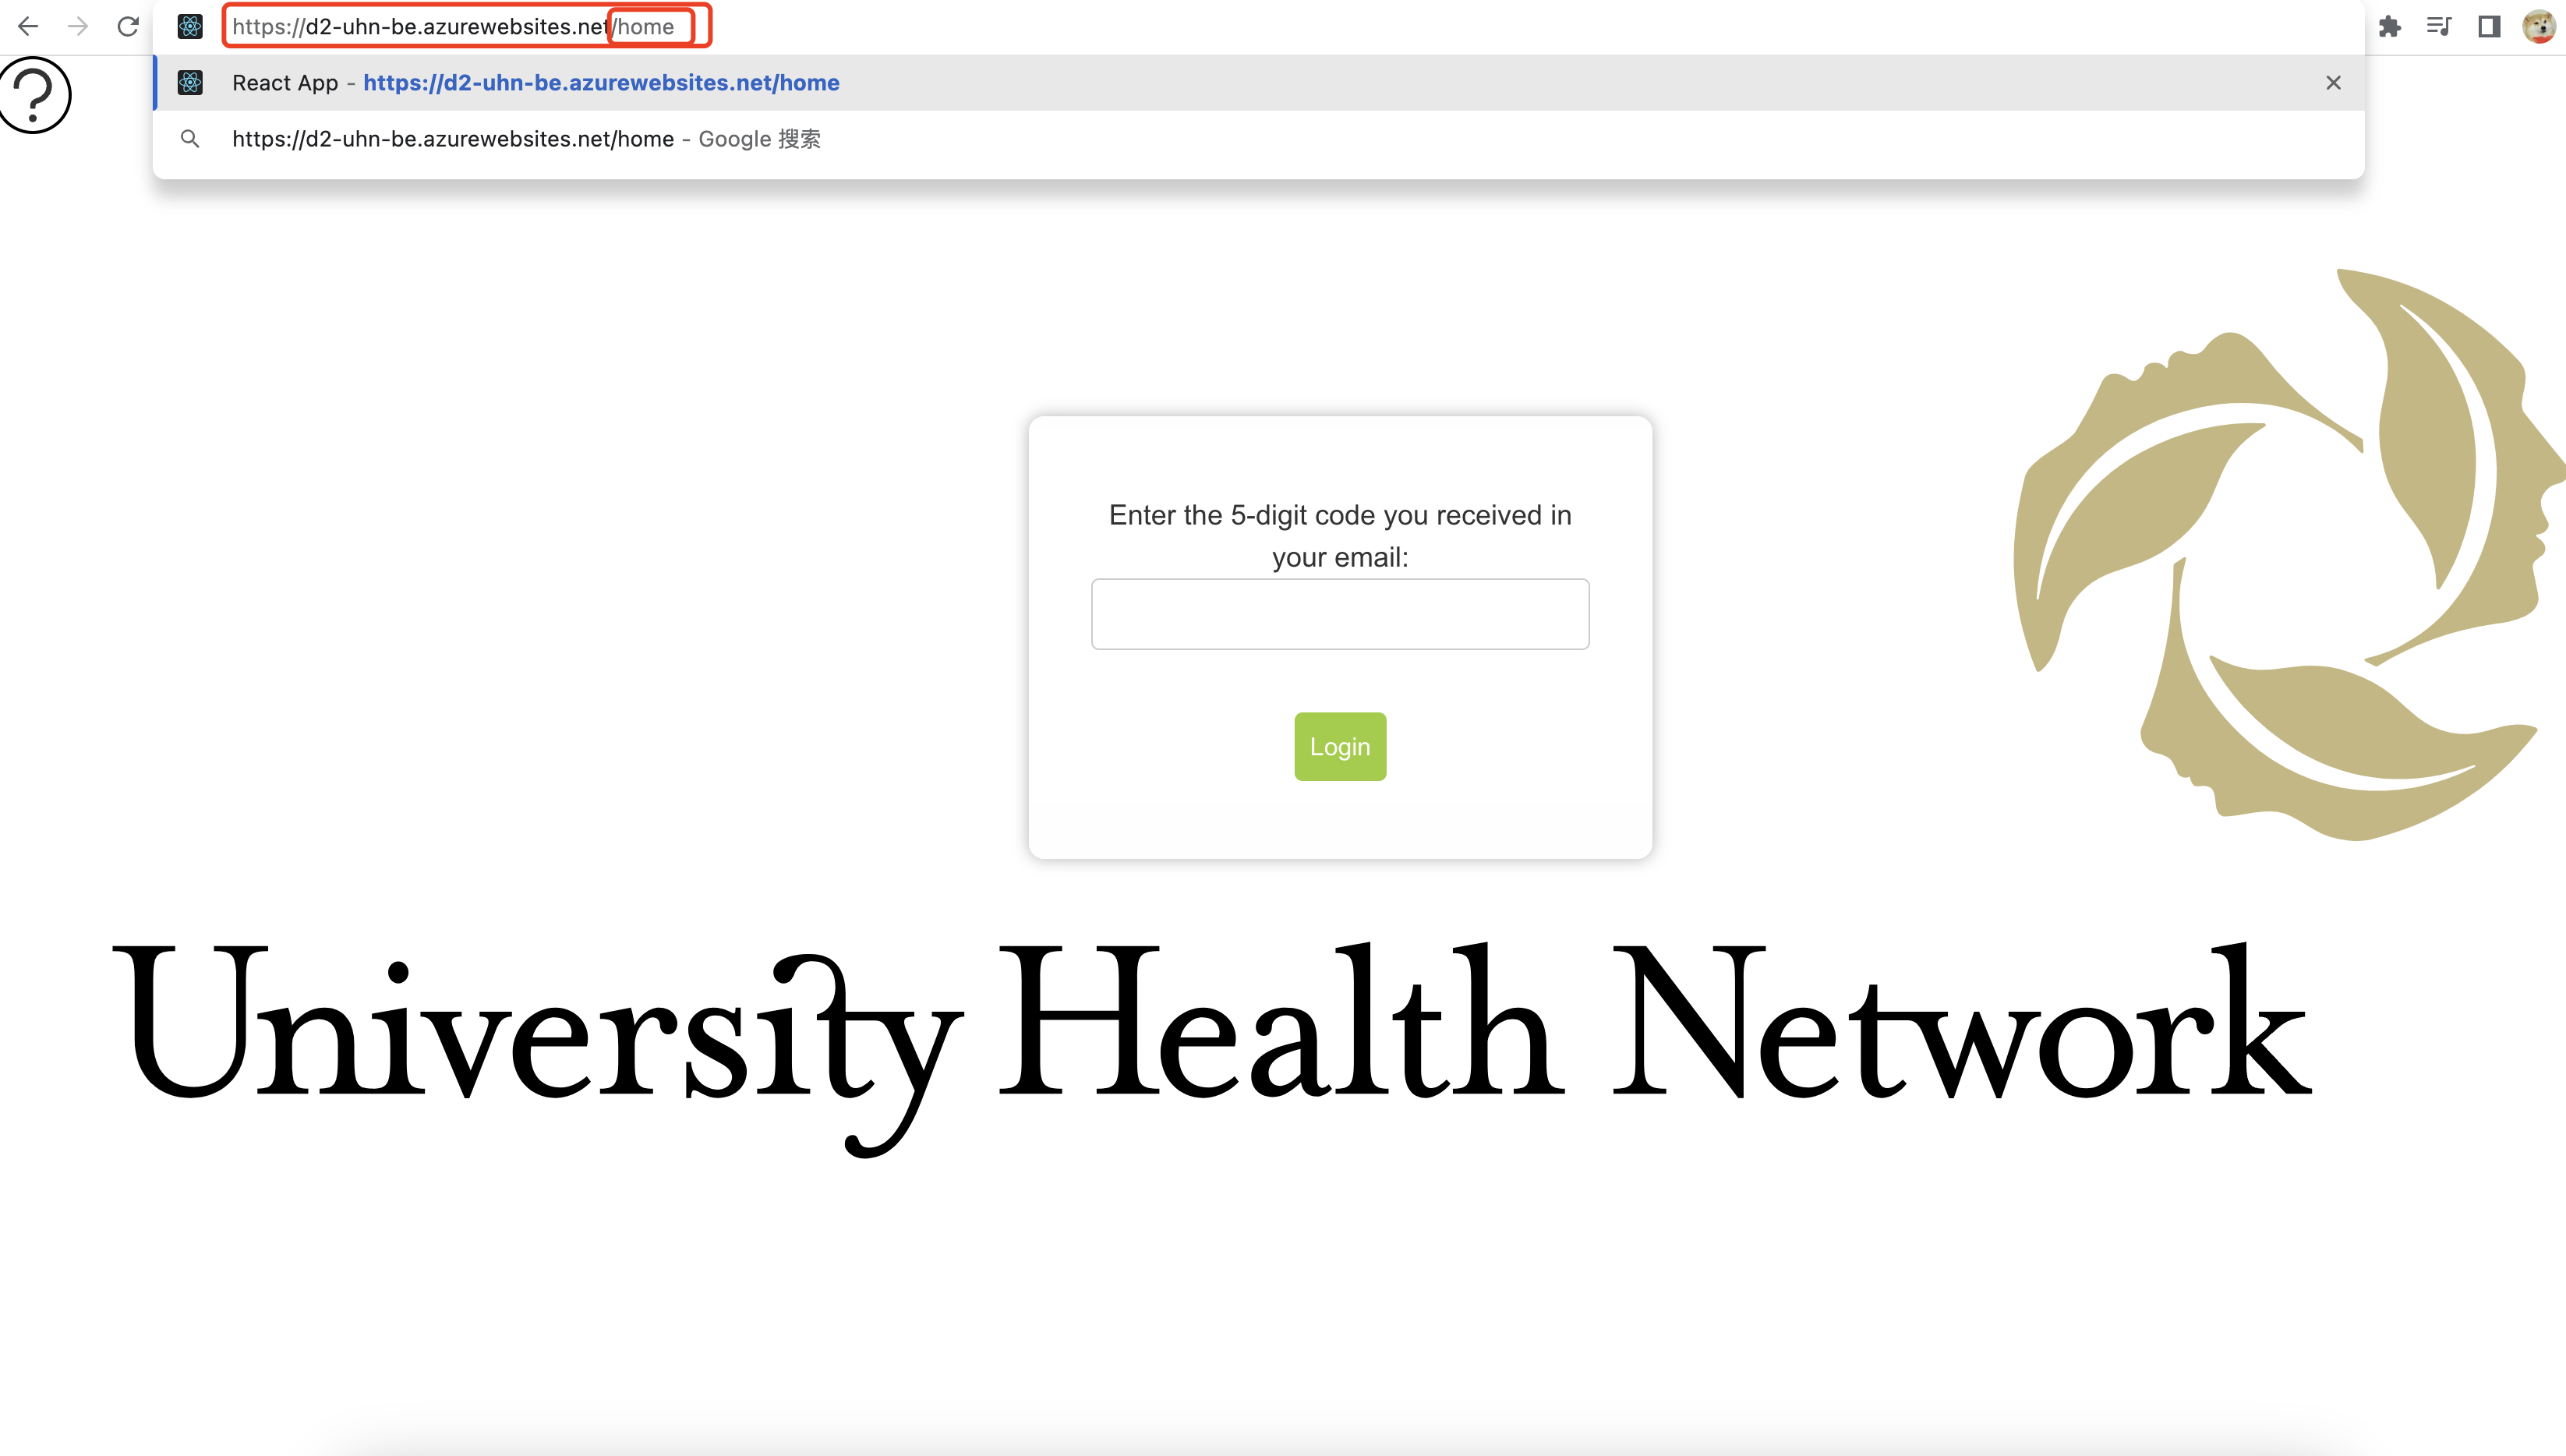 https://d2-uhn-be.azurewebsites.net/home
React App - https://d2-uhn-be.azurewebsites.net/home
https://d2-uhn-be.azurewebsites.net/home - Google 搜索
?
Enter the 5-digit code you received in
your email:
Login
University Health Network